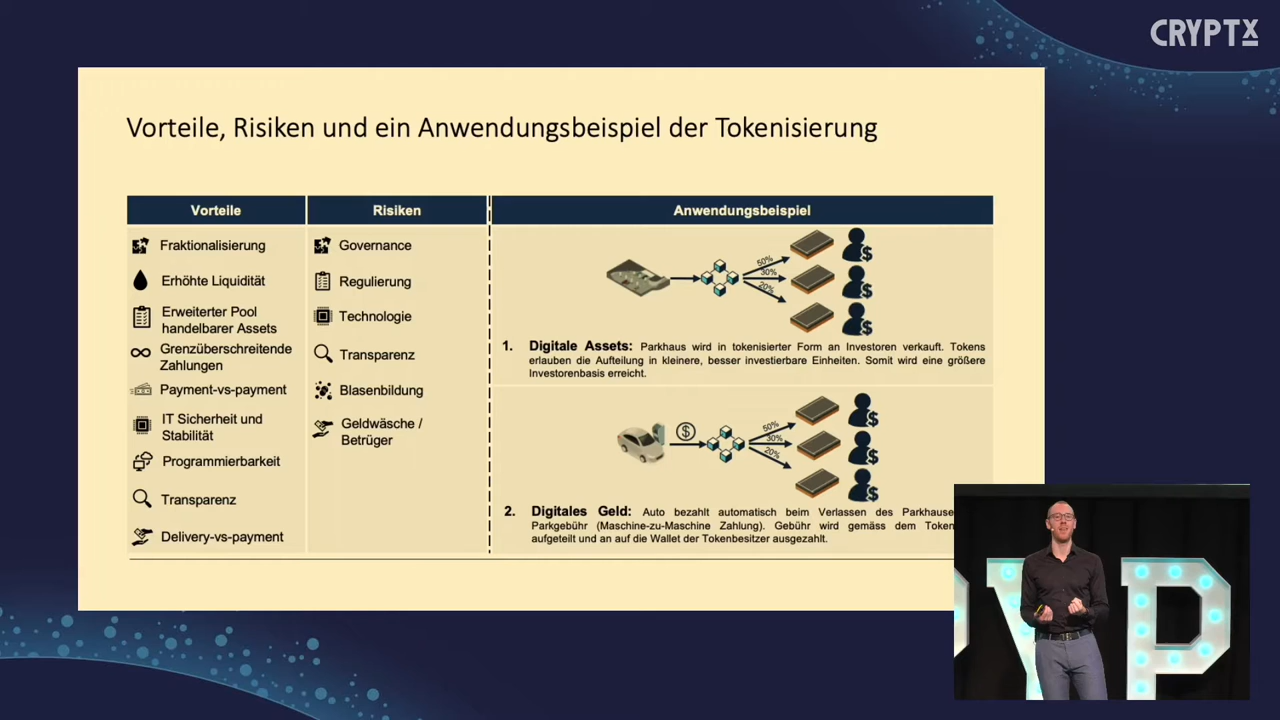 CRYPTX
Vorteile, Risiken und ein Anwendungsbeispiel der Tokenisierung
Vorteile
Risiken
Anwendungsbeispiel
Fraktionalisierung
Erhöhte Liquidität
Erweiterter Pool
handelbarer Assets
Grenzüberschreitende
Zahlungen
Payment-vs-payment
IT Sicherheit und
Stabilität
Programmierbarkeit
Transparenz
Delivery-vs-payment
Governance
Regulierung
Technologie
Transparenz
Blasenbildung
Geldwäsche /
Betrüger
50%
30%
20%
$
$
$
1. Digitale Assets: Parkhaus wird in tokenisierter Form an Investoren verkauft. Tokens
erlauben die Aufteilung in kleinere, besser investierbare Einheiten. Somit wird eine größere
Investorenbasis erreicht.
$
50%
30%
20%
$
$
$
2. Digitales Geld: Auto bezahlt automatisch beim Verlassen des Parkhauses
Parkgebühr (Maschine-zu-Maschine Zahlung). Gebühr wird gemäss dem Token
aufgeteilt und an auf die Wallet der Tokenbesitzer ausgezahlt.
Y P